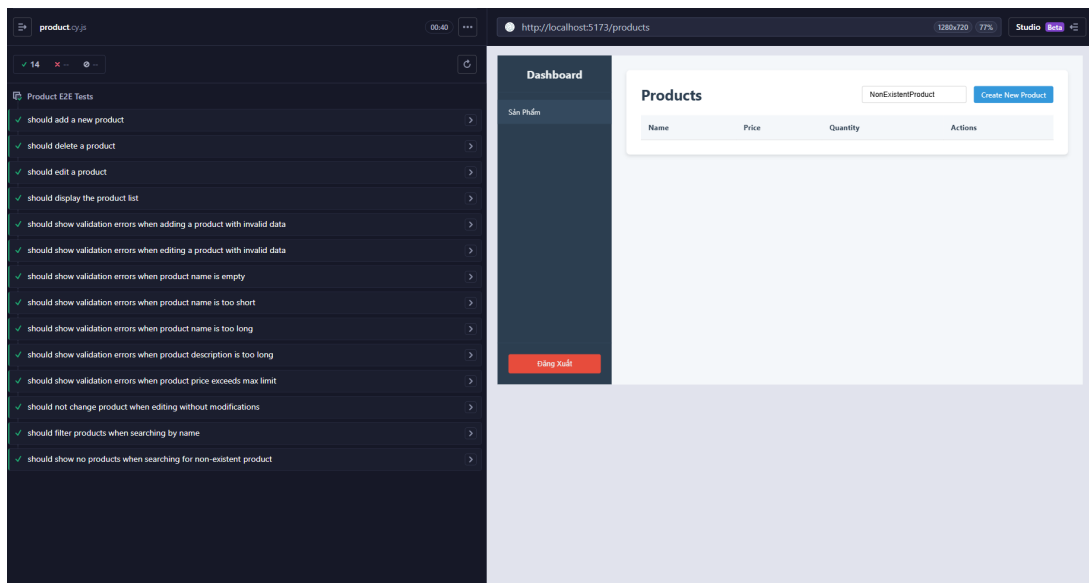 product.cy.js
00:40
14 -- --
Product E2E Tests
should add a new product
should delete a product
should edit a product
should display the product list
should show validation errors when adding a product with invalid data
should show validation errors when editing a product with invalid data
should show validation errors when product name is empty
should show validation errors when product name is too short
should show validation errors when product name is too long
should show validation errors when product description is too long
should show validation errors when product price exceeds max limit
should not change product when editing without modifications
should filter products when searching by name
should show no products when searching for non-existent product
http://localhost:5173/products
1280x720 77%
Studio Beta
Dashboard
Sản Phẩm
Đăng Xuất
Products
NonExistentProduct
Create New Product
Name Price Quantity Actions